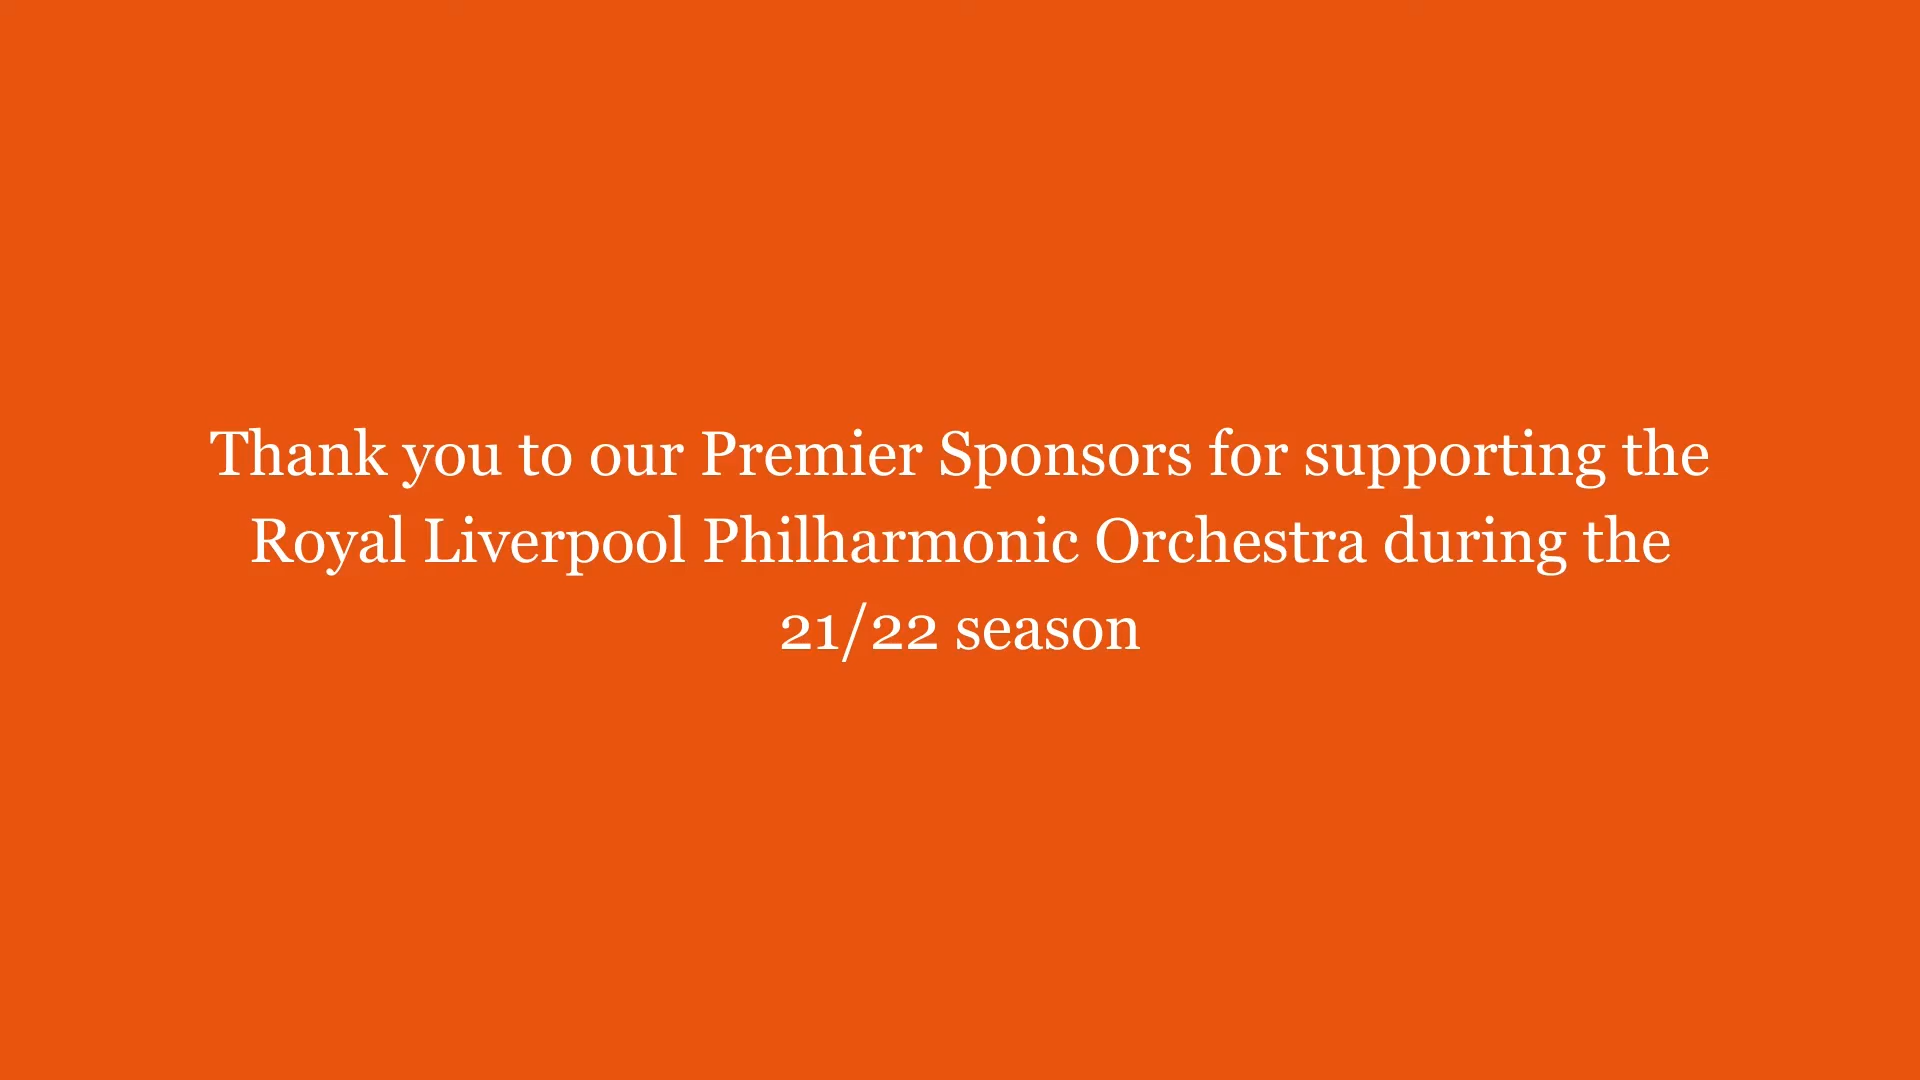 Thank you to our Premier Sponsors for supporting the
Royal Liverpool Philharmonic Orchestra during the
21/22 season